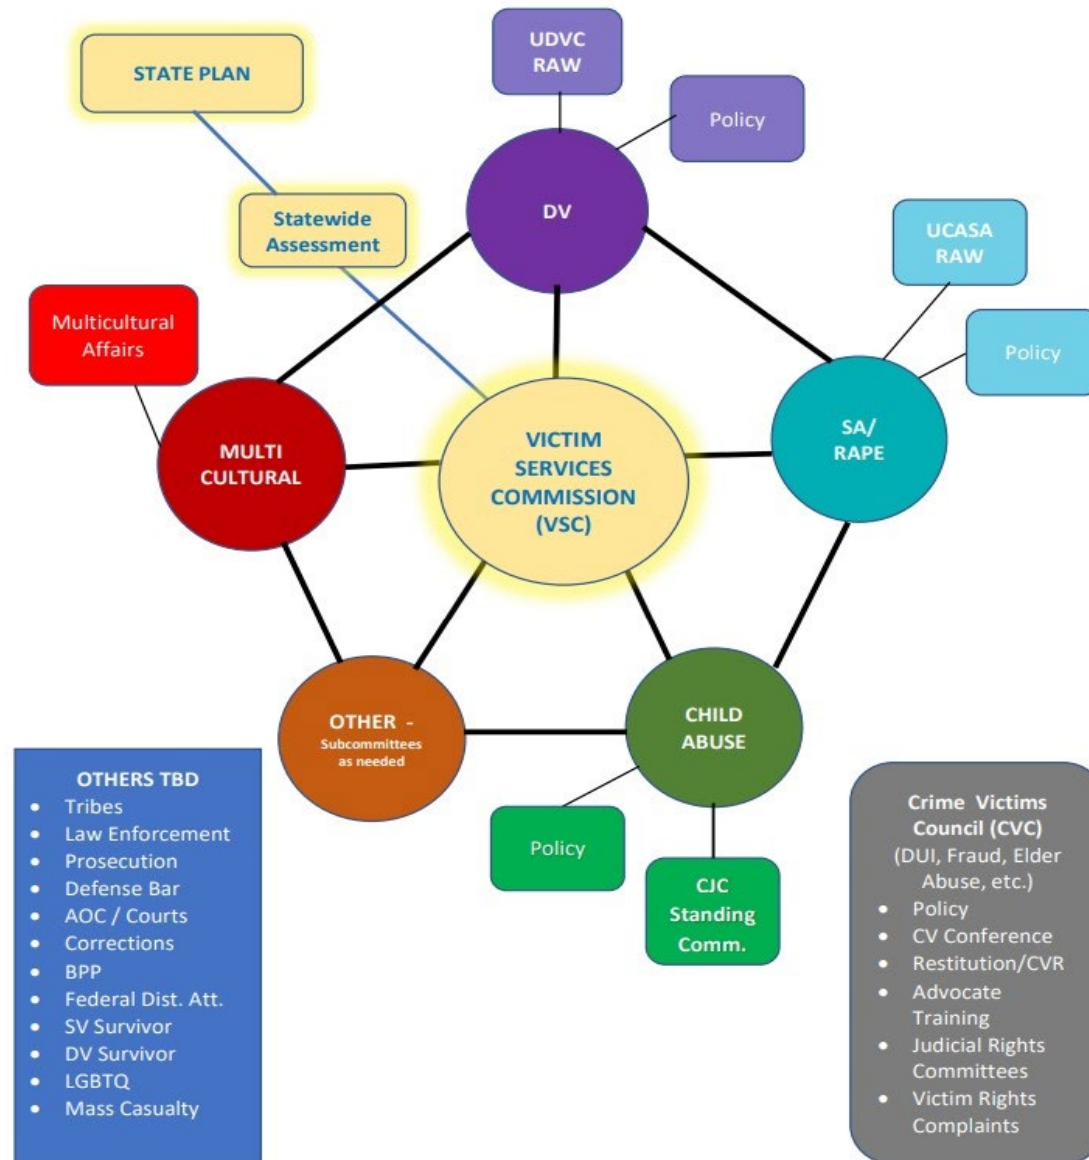 UDVC
RAW
STATE PLAN
Policy
DV
Statewide
Assessment
UCASA
RAW
Multicultural
Affairs
Policy
MULTI
CULTURAL
VICTIM
SERVICES
COMMISSION
(VSC)
SA/
RAPE
OTHER -
Subcommittees
as needed
CHILD
ABUSE
Policy
CJC
Standing
Comm.
OTHERS TBD
• Tribes
• Law Enforcement
• Prosecution
• Defense Bar
• AOC / Courts
• Corrections
• BPP
• Federal Dist. Att.
• SV Survivor
• DV Survivor
• LGBTQ
• Mass Casualty
Crime Victims
Council (CVC)
(DUI, Fraud, Elder
Abuse, etc.)
• Policy
• CV Conference
• Restitution/CVR
• Advocate
Training
• Judicial Rights
Committees
• Victim Rights
Complaints